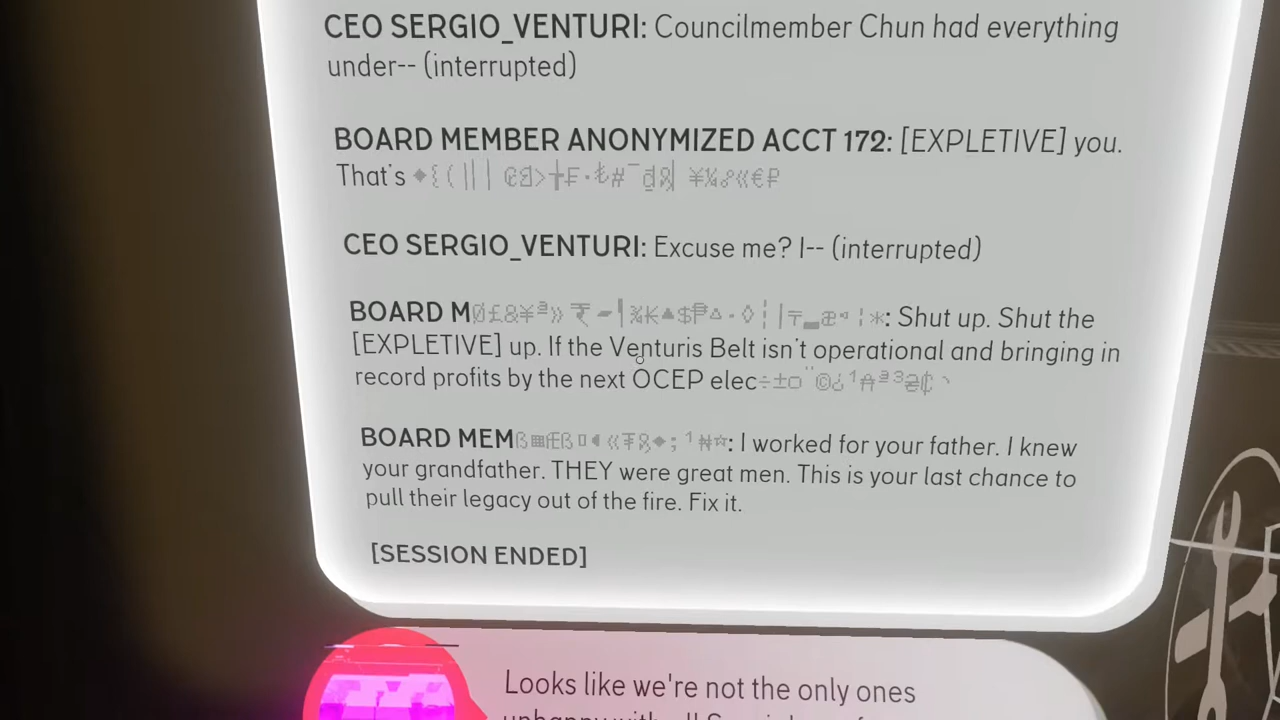 CEO SERGIO_VENTURI: Councilmember Chun had everything
under-- (interrupted)
BOARD MEMBER ANONYMIZED ACCT 172: [EXPLETIVE] you.
That's
CEO SERGIO_VENTURI: Excuse me? I-- (interrupted)
BOARD M : Shut up. Shut the
[EXPLETIVE] up. If the Venturis Belt isn't operational and bringing in
record profits by the next OCEP elec
BOARD MEM : I worked for your father. I knew
your grandfather. THEY were great men. This is your last chance to
pull their legacy out of the fire. Fix it.
[SESSION ENDED]
Looks like we're not the only ones